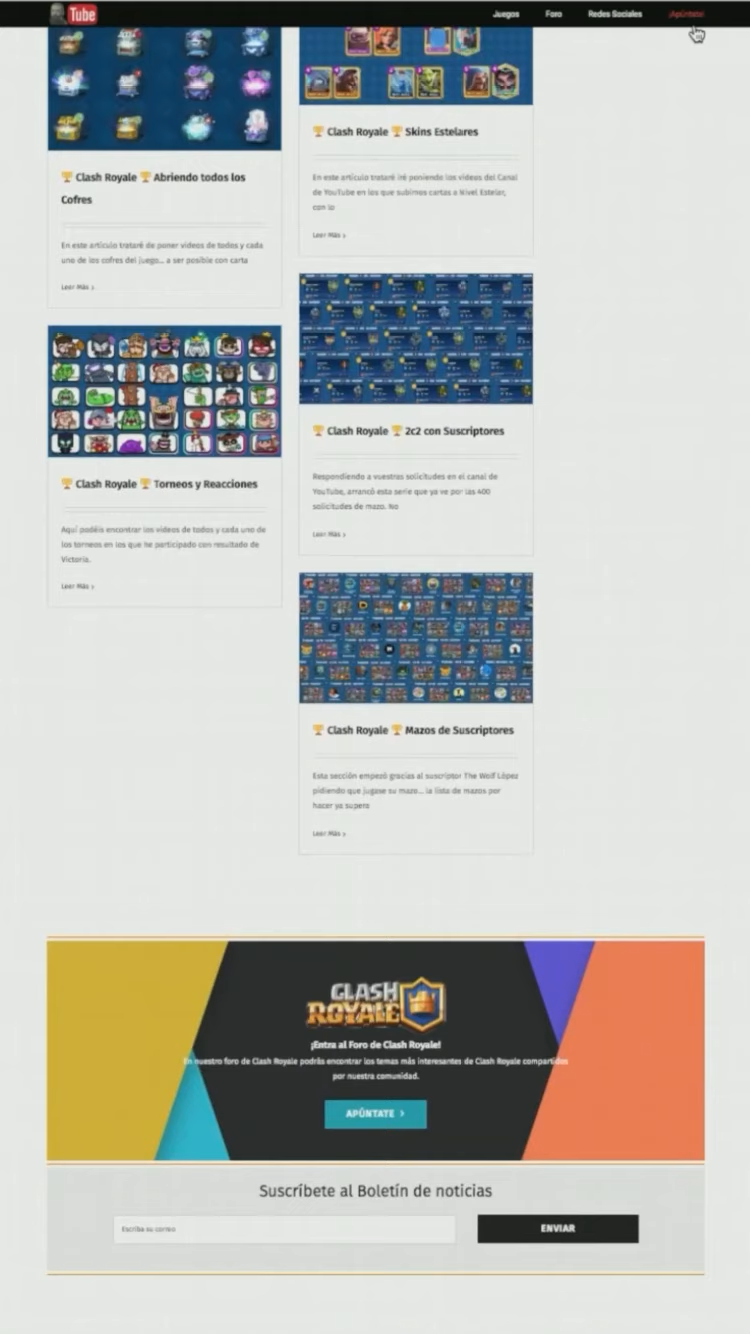 Tube
Juegos
Foro
Redes Sociales
¡Apúntate!
🏆 Clash Royale 🏆 Abriendo todos los
Cofres
En este artículo trataré de poner vídeos de todos y cada
uno de los cofres del juego... a ser posible con carta
Leer Más >
🏆 Clash Royale 🏆 Torneos y Reacciones
Aquí podéis encontrar los vídeos de todos y cada uno de
los torneos en los que he participado con resultado de
Victoria.
Leer Más >
🏆 Clash Royale 🏆 Skins Estelares
En este artículo trataré iré poniendo los vídeos del Canal
de YouTube en los que subimos cartas a Nivel Estelar,
con lo
Leer Más >
🏆 Clash Royale 🏆 2c2 con Suscriptores
Respondiendo a vuestras solicitudes en el canal de
YouTube, arrancó esta serie que ya ve por las 400
solicitudes de mazo. No
Leer Más >
🏆 Clash Royale 🏆 Mazos de Suscriptores
Esta sección empezó gracias al suscriptor The Wolf López
pidiendo que jugase su mazo... la lista de mazos por
hacer ya supera
Leer Más >
CLASH
ROYALE
¡Entra al Foro de Clash Royale!
En nuestro foro de Clash Royale podrás encontrar los temas más interesantes de Clash Royale compartidos
por nuestra comunidad.
APÚNTATE >
Suscríbete al Boletín de noticias
Escriba su correo
ENVIAR